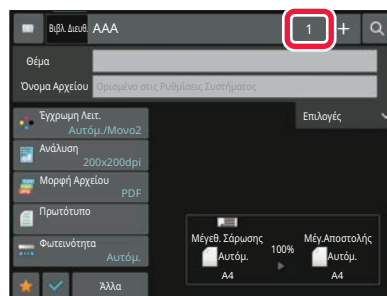 Βιβλ. Διευθ. AAA 1 +
Θέμα
Όνομα Αρχείου Ορισμένο στις Ρυθμίσεις Συστήματος
Έγχρωμη Λειτ.
Αυτόμ./Μονο2
Επιλογές
Ανάλυση
200x200dpi
Μορφή Αρχείου
PDF
Πρωτότυπο
Φωτεινότητα
Αυτόμ.
Άλλα
Μέγεθ. Σάρωσης 100% Μέγ.Αποστολής
Αυτόμ. Αυτόμ.
A4 A4